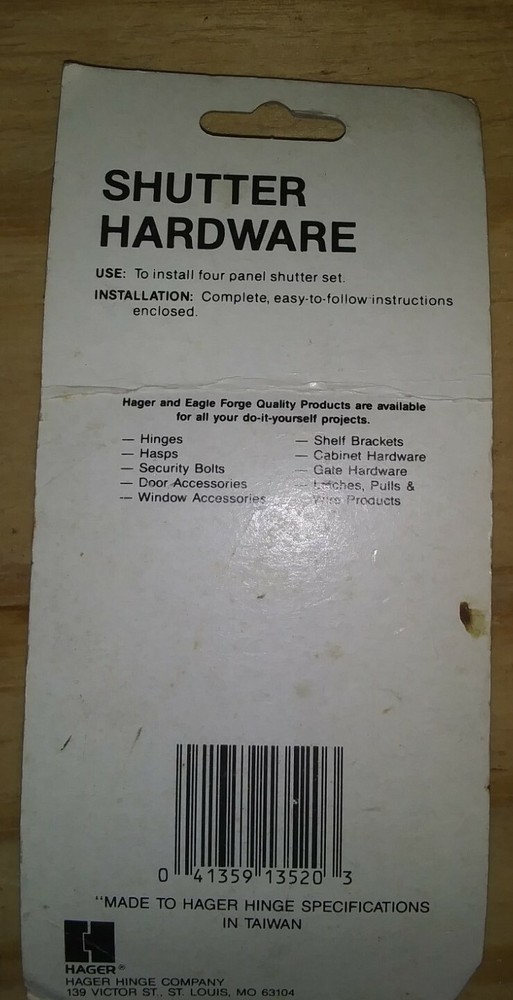 SHUTTER
HARDWARE
USE: To install four panel shutter set.
INSTALLATION: Complete, easy-to-follow instructions
enclosed.
Hager and Eagle Forge Quality Products are available
for all your do-it-yourself projects.
— Hinges
— Hasps
— Security Bolts
— Door Accessories
— Window Accessories
— Shelf Brackets
— Cabinet Hardware
— Gate Hardware
— Latches, Pulls &
Wire Products
0 41359 13520 3
"MADE TO HAGER HINGE SPECIFICATIONS
IN TAIWAN
HAGER®
HAGER HINGE COMPANY
139 VICTOR ST., ST. LOUIS, MO 63104